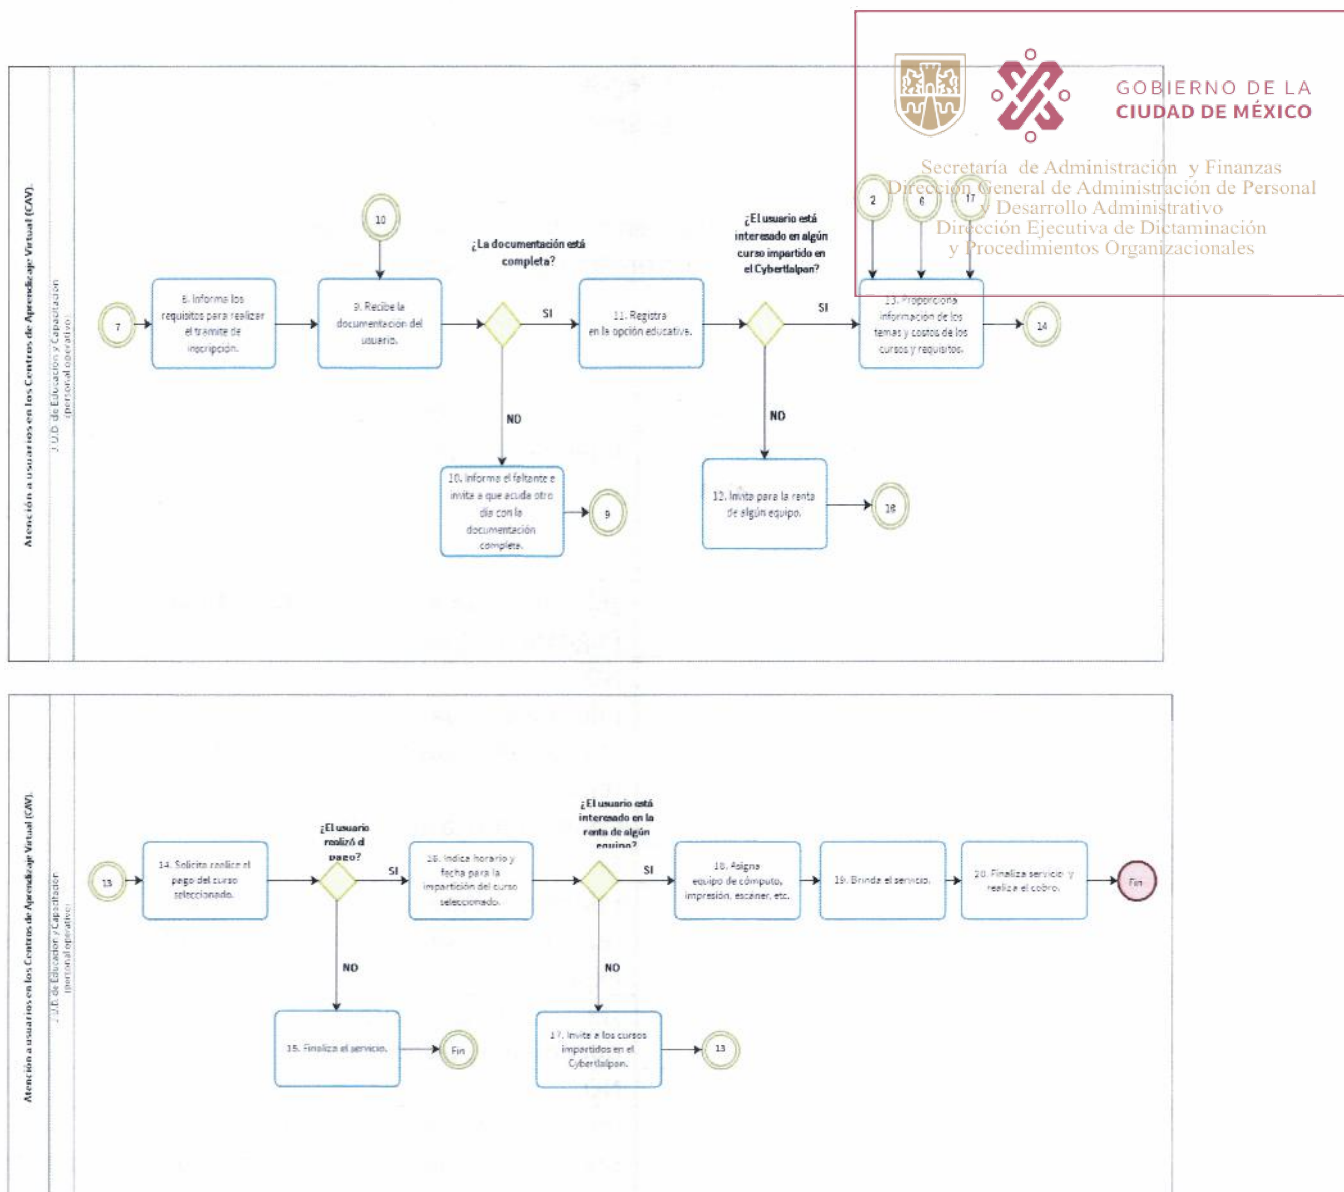 GOBIERNO DE LA
CIUDAD DE MÉXICO
Secretaría de Administración y Finanzas
Dirección General de Administración de Personal
y Desarrollo Administrativo
Dirección Ejecutiva de Dictaminación
y Procedimientos Organizacionales
Atención a usuarios en los Centros de Aprendizaje Virtual (CAV).
J.U.D. de Educación y Capacitación
(personal operativo)
7
8. Informa los
requisitos para realizar
el tramite de
inscripción.
10
9. Recibe la
documentación del
usuario.
¿La documentación está
completa?
SI
NO
10. Informa el faltante e
invita a que acuda otro
día con la
documentación
completa.
9
11. Registra
en la opción educativa.
¿El usuario está
interesado en algún
curso impartido en
el Cybertlalpan?
SI
NO
12. Invita para la renta
de algún equipo.
18
2
6
17
13. Proporciona
información de los
temas y costos de los
cursos y requisitos.
14
Atención a usuarios en los Centros de Aprendizaje Virtual (CAV).
J.U.D. de Educación y Capacitación
(personal operativo)
13
14. Solicita realice el
pago del curso
seleccionado.
¿El usuario
realizó el
pago?
SI
NO
15. Finaliza el servicio.
Fin
16. Indica horario y
fecha para la
impartición del curso
seleccionado.
¿El usuario está
interesado en la
renta de algún
equipo?
SI
NO
17. Invita a los cursos
impartidos en el
Cybertlalpan.
13
18. Asigna
equipo de cómputo,
impresión, escáner, etc.
19. Brinda el servicio.
20. Finaliza servicio y
realiza el cobro.
Fin